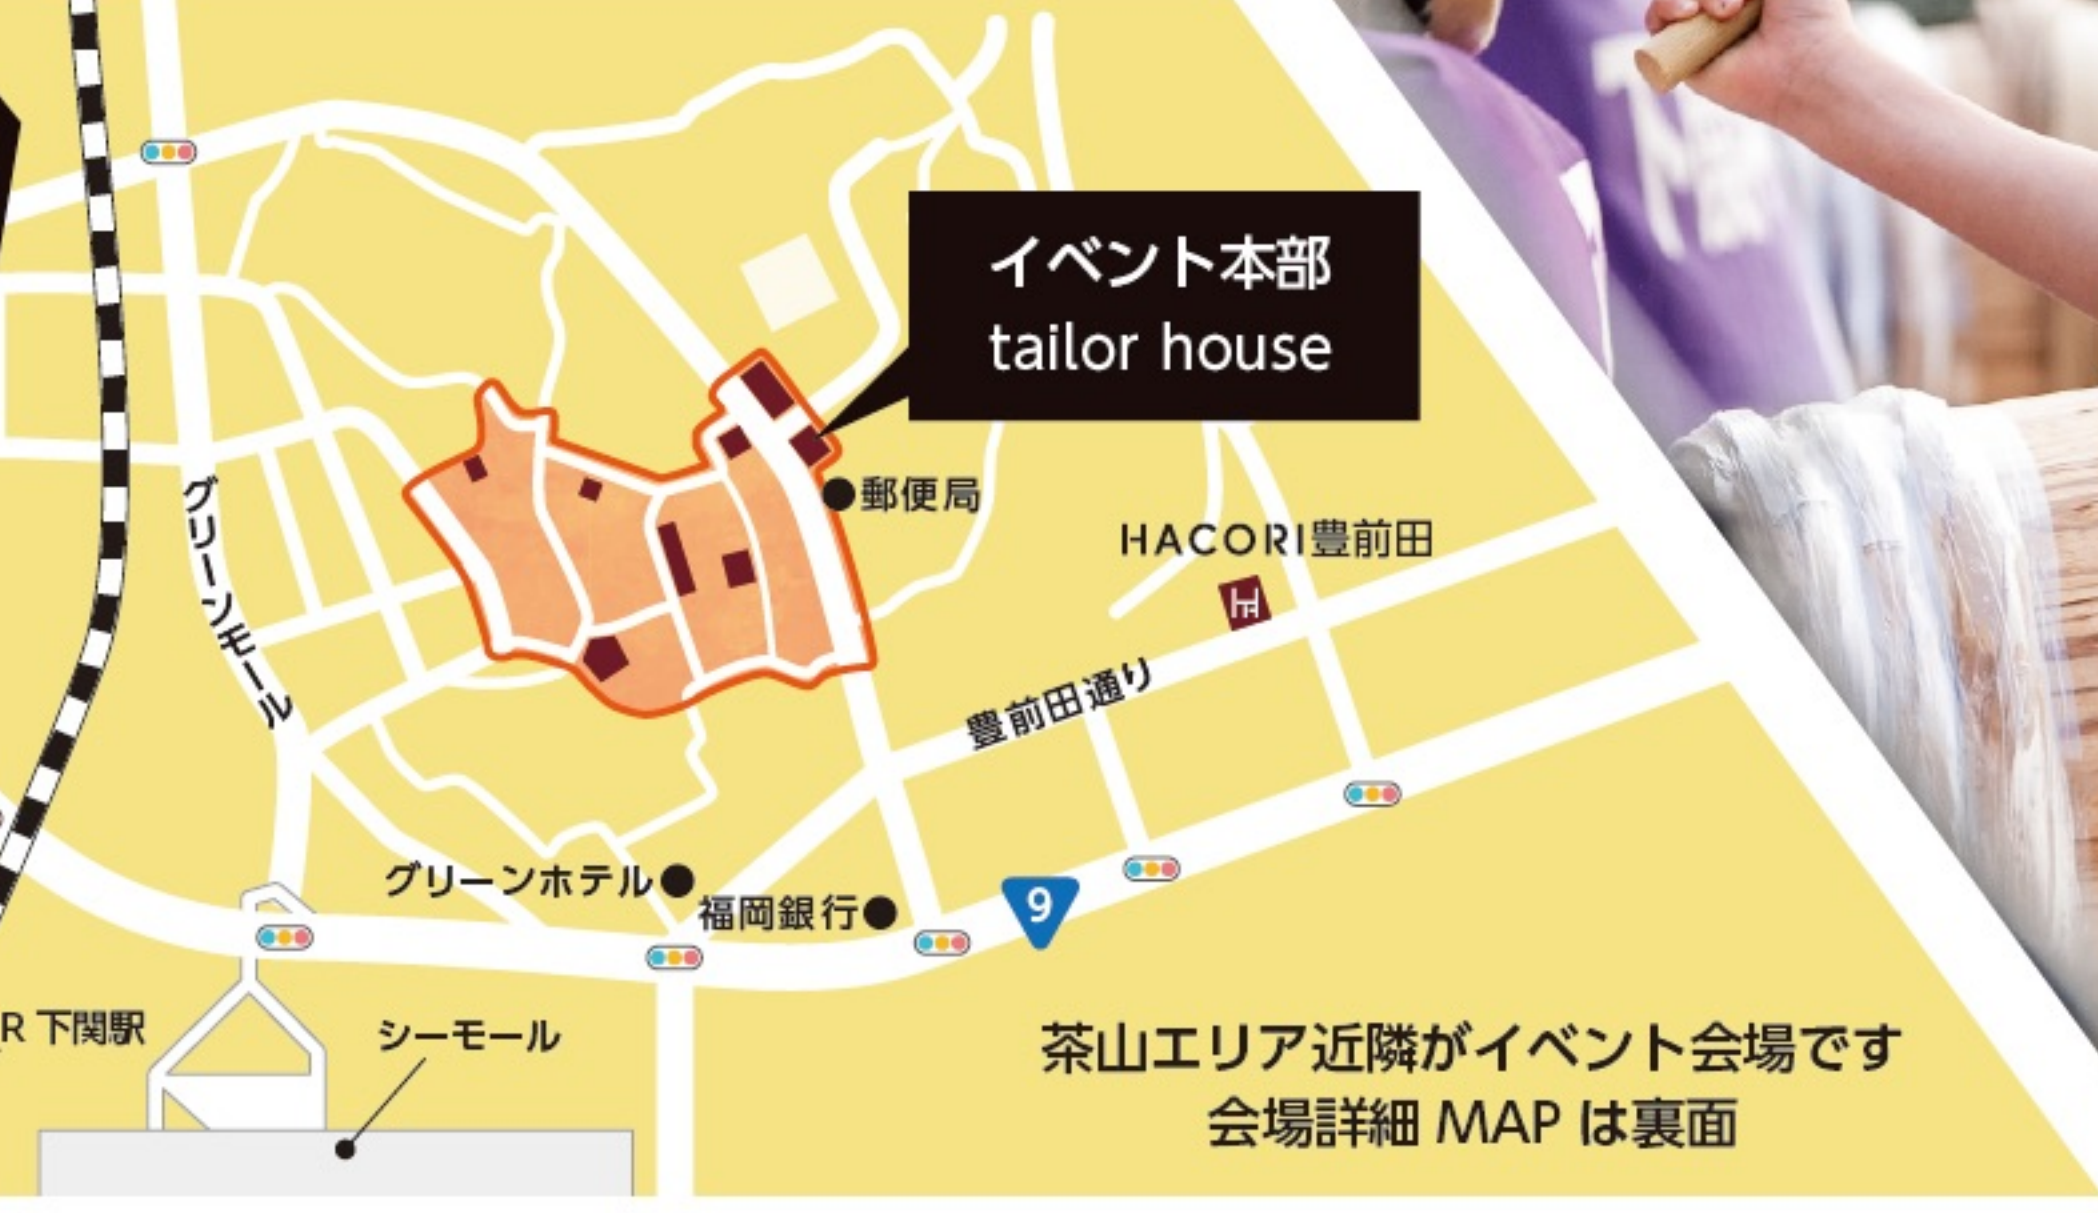 イベント本部
tailor house
郵便局
HACORI豊前田
グリーンモール
豊前田通り
グリーンホテル
福岡銀行
9
R 下関駅
シーモール
茶山エリア近隣がイベント会場です
会場詳細 MAP は裏面